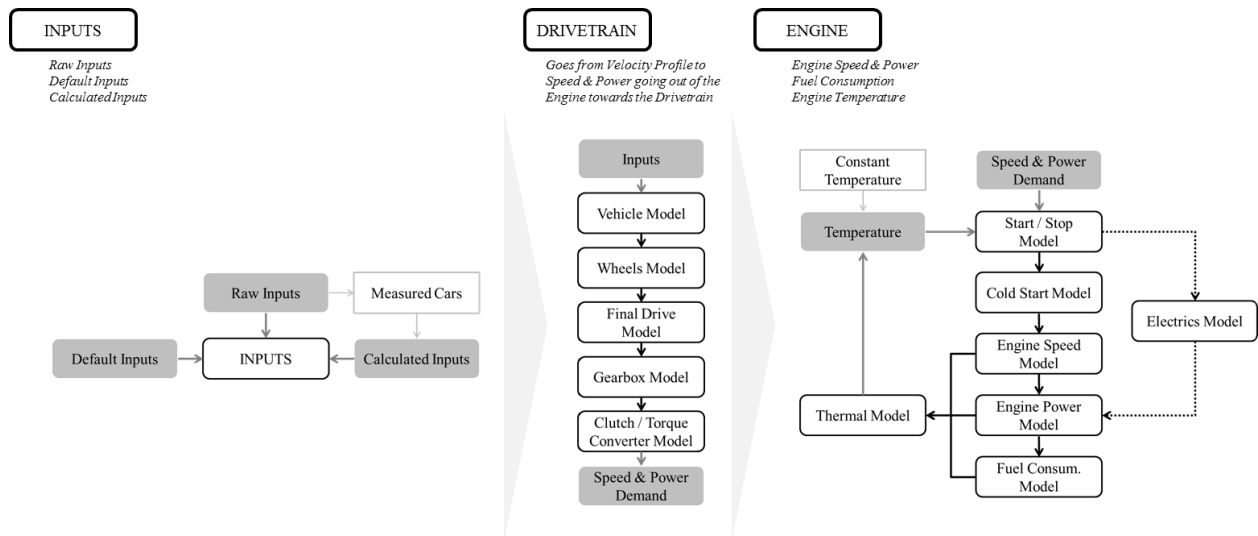 INPUTS
Raw Inputs
Default Inputs
Calculated Inputs
Raw Inputs
Measured Cars
Default Inputs
INPUTS
Calculated Inputs
DRIVETRAIN
Goes from Velocity Profile to
Speed & Power going out of the
Engine towards the Drivetrain
Inputs
Vehicle Model
Wheels Model
Final Drive
Model
Gearbox Model
Clutch / Torque
Converter Model
Speed & Power
Demand
ENGINE
Engine Speed & Power
Fuel Consumption
Engine Temperature
Constant
Temperature
Speed & Power
Demand
Temperature
Start / Stop
Model
Cold Start Model
Electrics Model
Engine Speed
Model
Thermal Model
Engine Power
Model
Fuel Consum.
Model